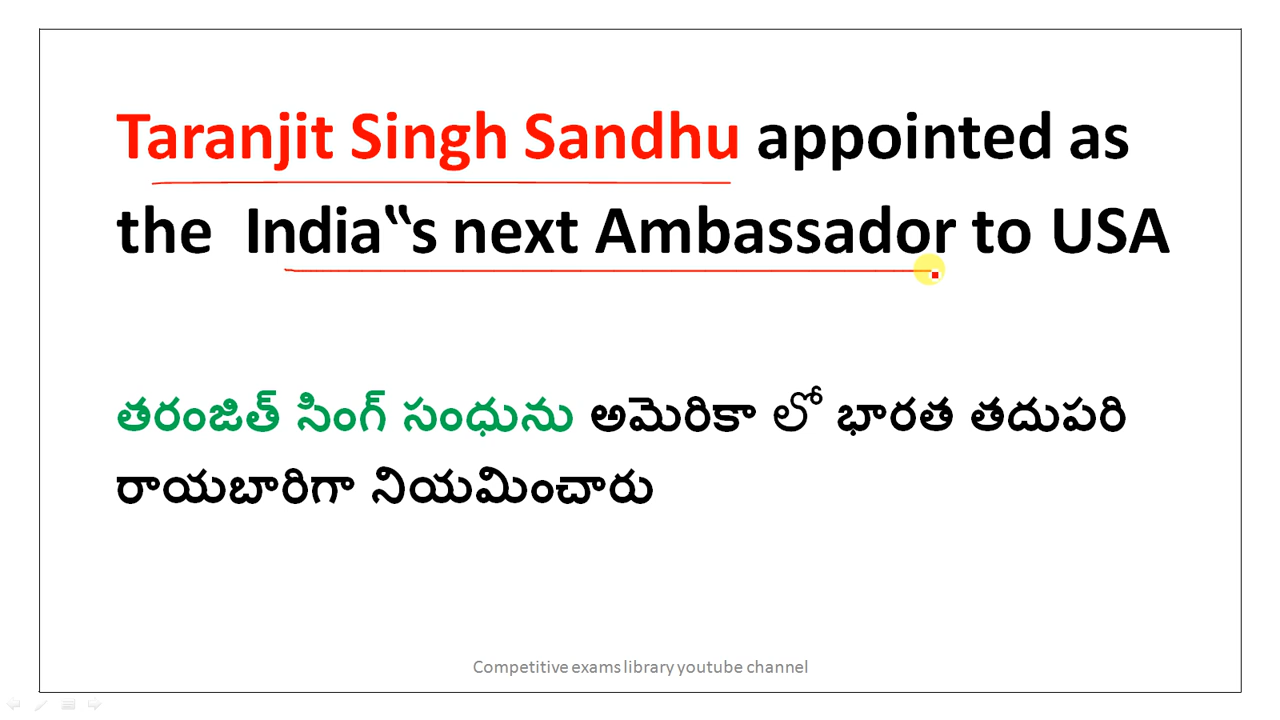 Taranjit Singh Sandhu appointed as
the India‟s next Ambassador to USA
తరంజిత్ సింగ్ సంధును అమెరికా లో భారత తదుపరి
రాయబారిగా నియమించారు
Competitive exams library youtube channel